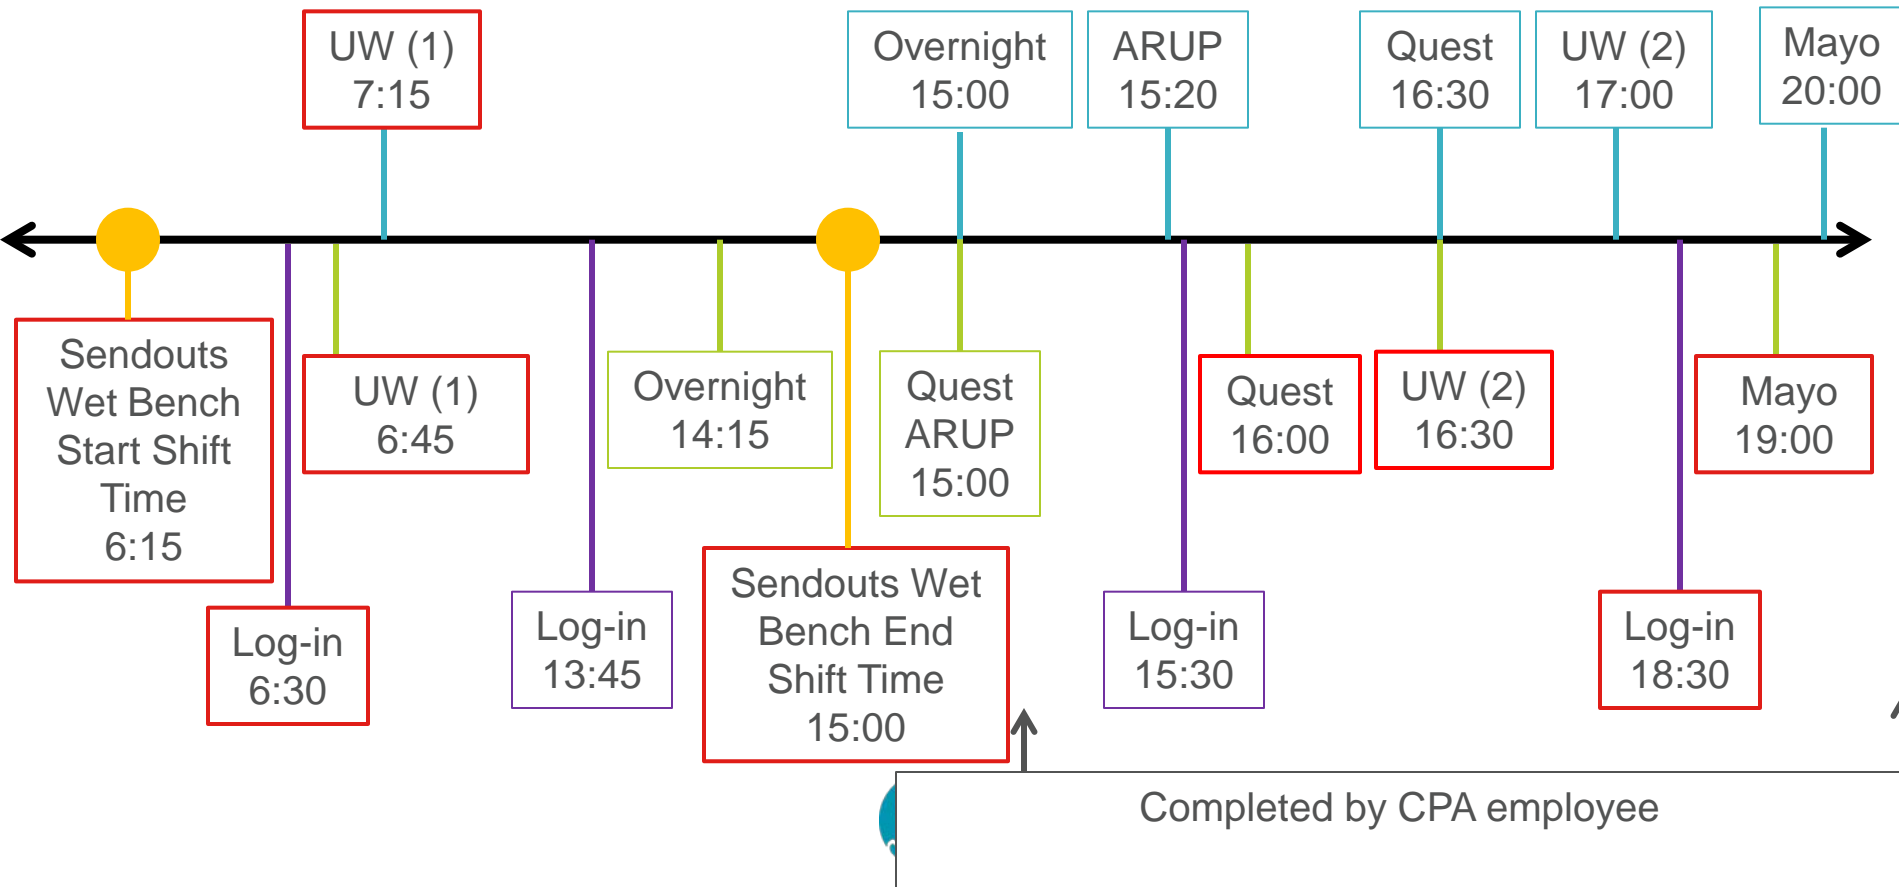 UW (1)
7:15
Overnight
15:00
ARUP
15:20
Quest
16:30
UW (2)
17:00
Mayo
20:00
Sendouts
Wet Bench
Start Shift
Time
6:15
UW (1)
6:45
Overnight
14:15
Quest
ARUP
15:00
Quest
16:00
UW (2)
16:30
Mayo
19:00
Log-in
6:30
Log-in
13:45
Sendouts Wet
Bench End
Shift Time
15:00
Log-in
15:30
Log-in
18:30
Completed by CPA employee